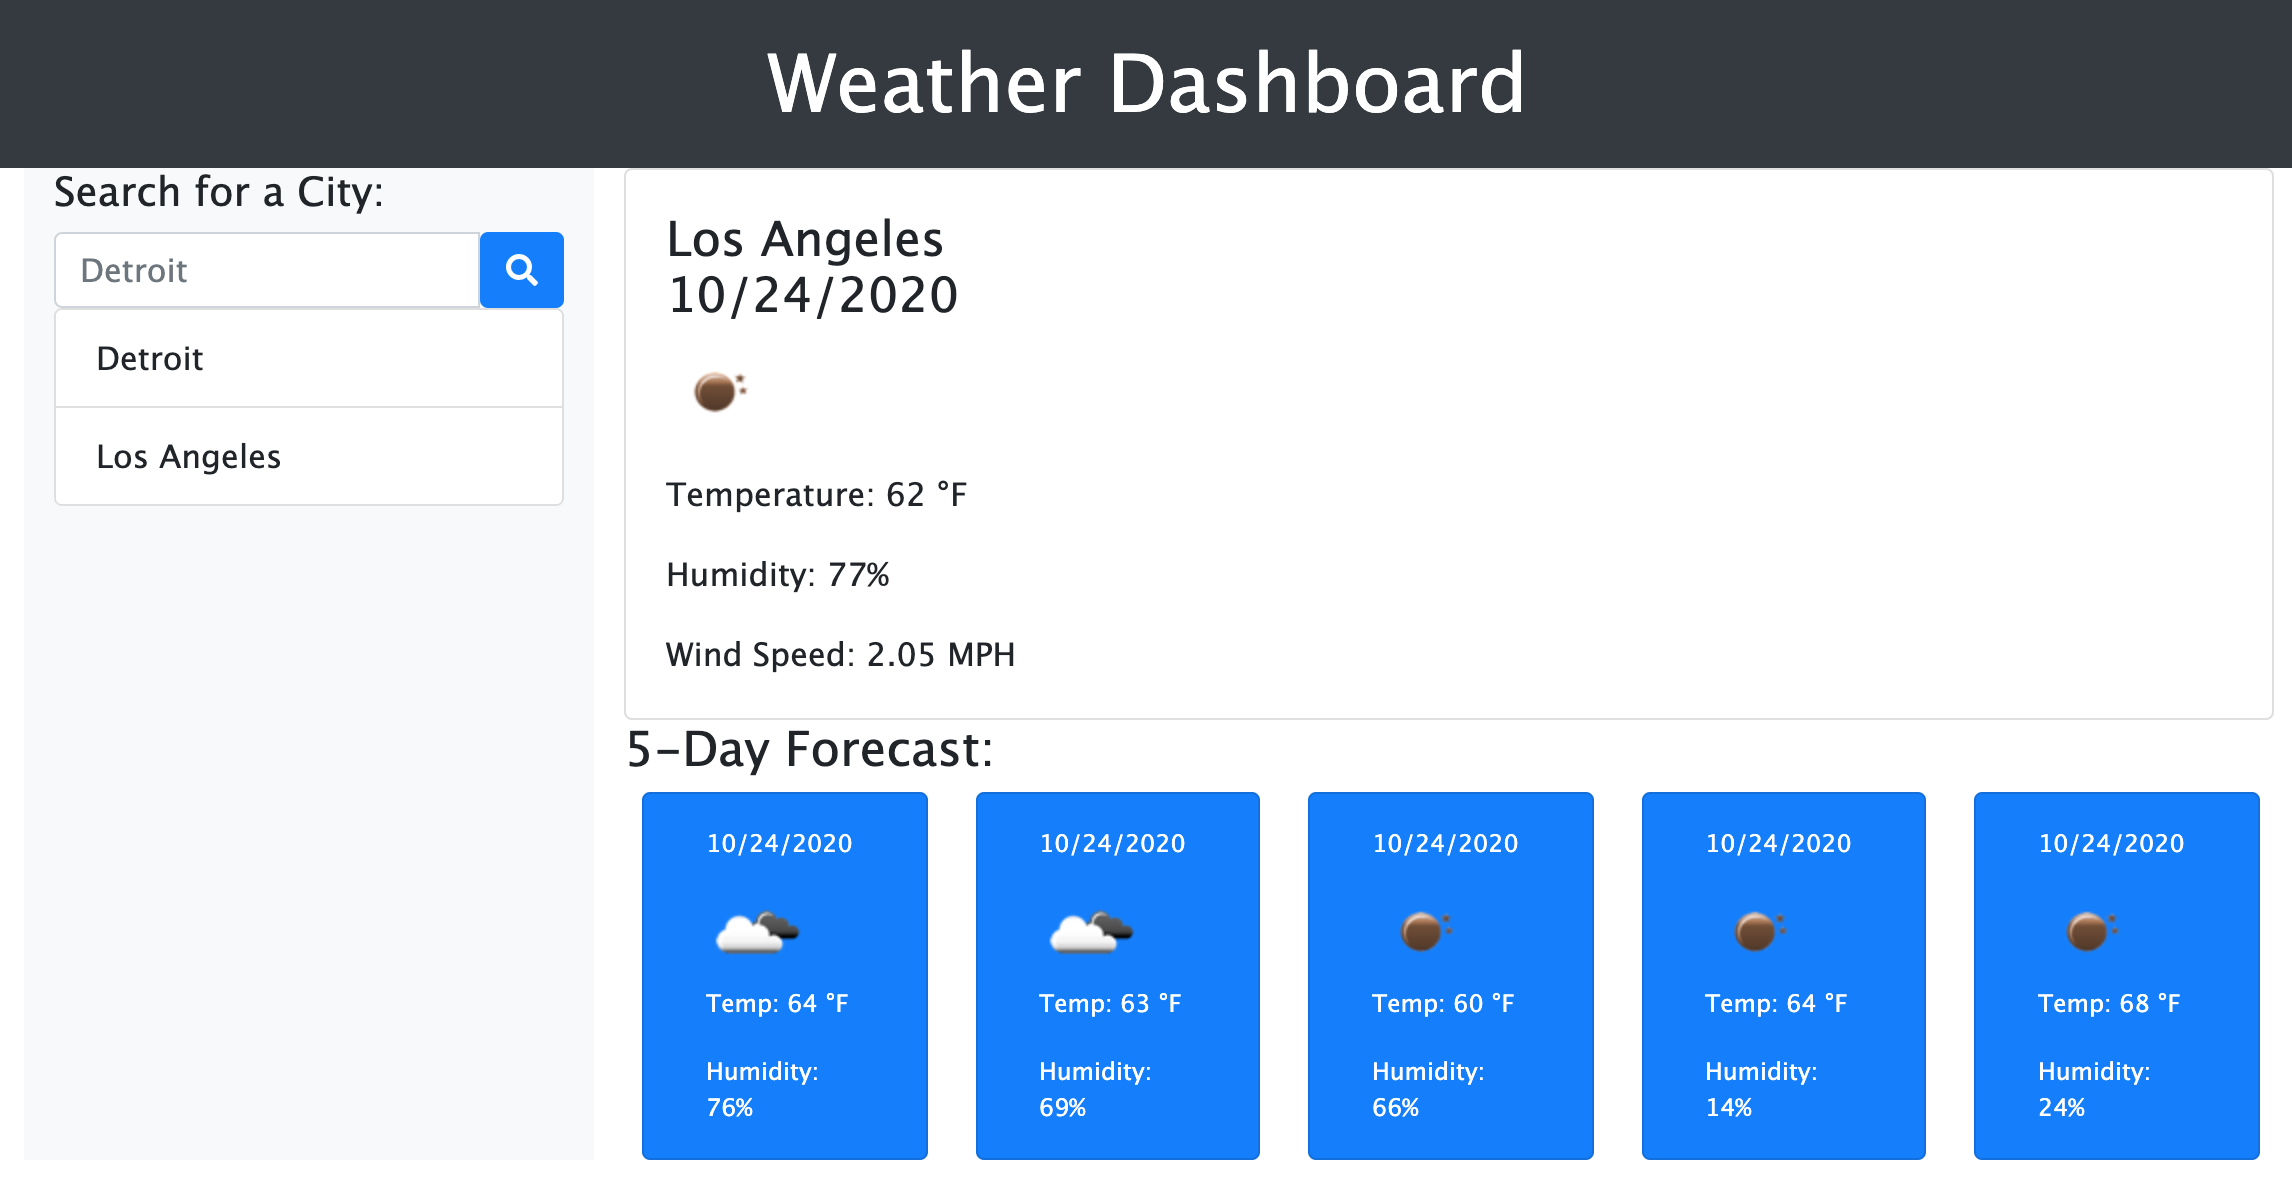 Weather Dashboard
Search for a City:
Detroit
Detroit
Los Angeles
Los Angeles
10/24/2020
Temperature: 62 °F
Humidity: 77%
Wind Speed: 2.05 MPH
5-Day Forecast:
10/24/2020
Temp: 64 °F
Humidity:
76%
10/24/2020
Temp: 63 °F
Humidity:
69%
10/24/2020
Temp: 60 °F
Humidity:
66%
10/24/2020
Temp: 64 °F
Humidity:
14%
10/24/2020
Temp: 68 °F
Humidity:
24%